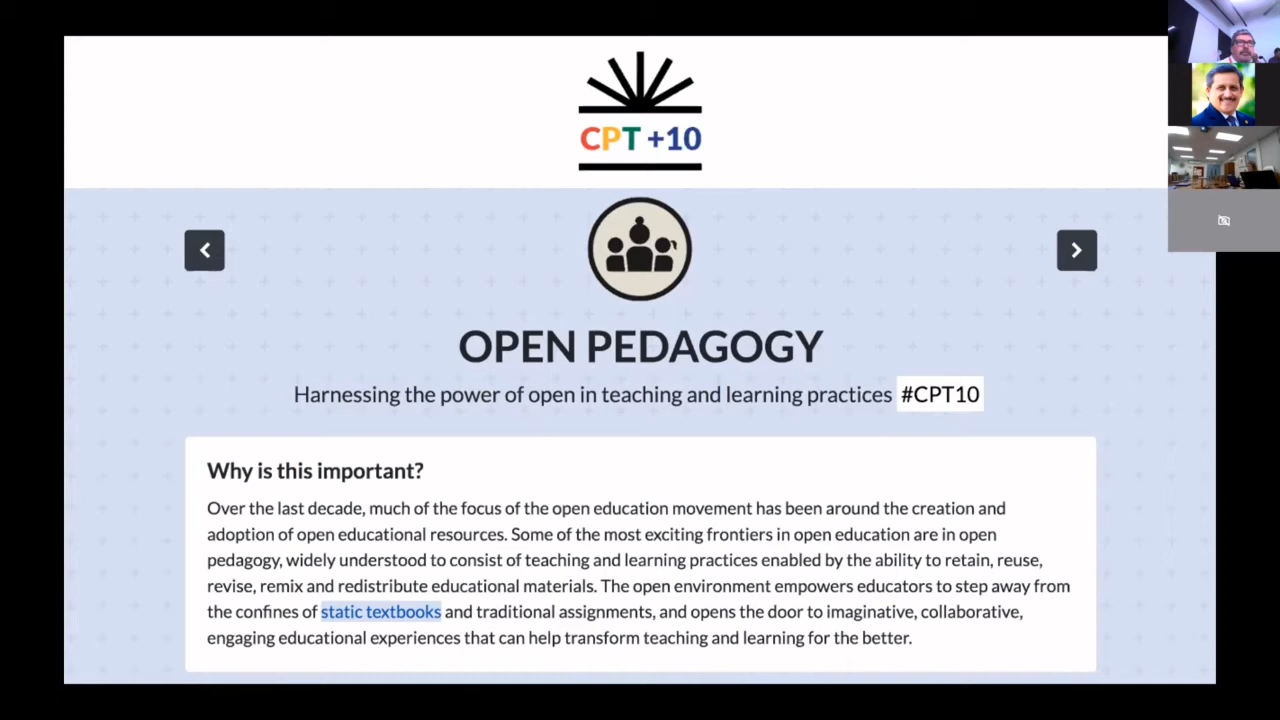 CPT +10
OPEN PEDAGOGY
Harnessing the power of open in teaching and learning practices #CPT10
Why is this important?
Over the last decade, much of the focus of the open education movement has been around the creation and
adoption of open educational resources. Some of the most exciting frontiers in open education are in open
pedagogy, widely understood to consist of teaching and learning practices enabled by the ability to retain, reuse,
revise, remix and redistribute educational materials. The open environment empowers educators to step away from
the confines of static textbooks and traditional assignments, and opens the door to imaginative, collaborative,
engaging educational experiences that can help transform teaching and learning for the better.